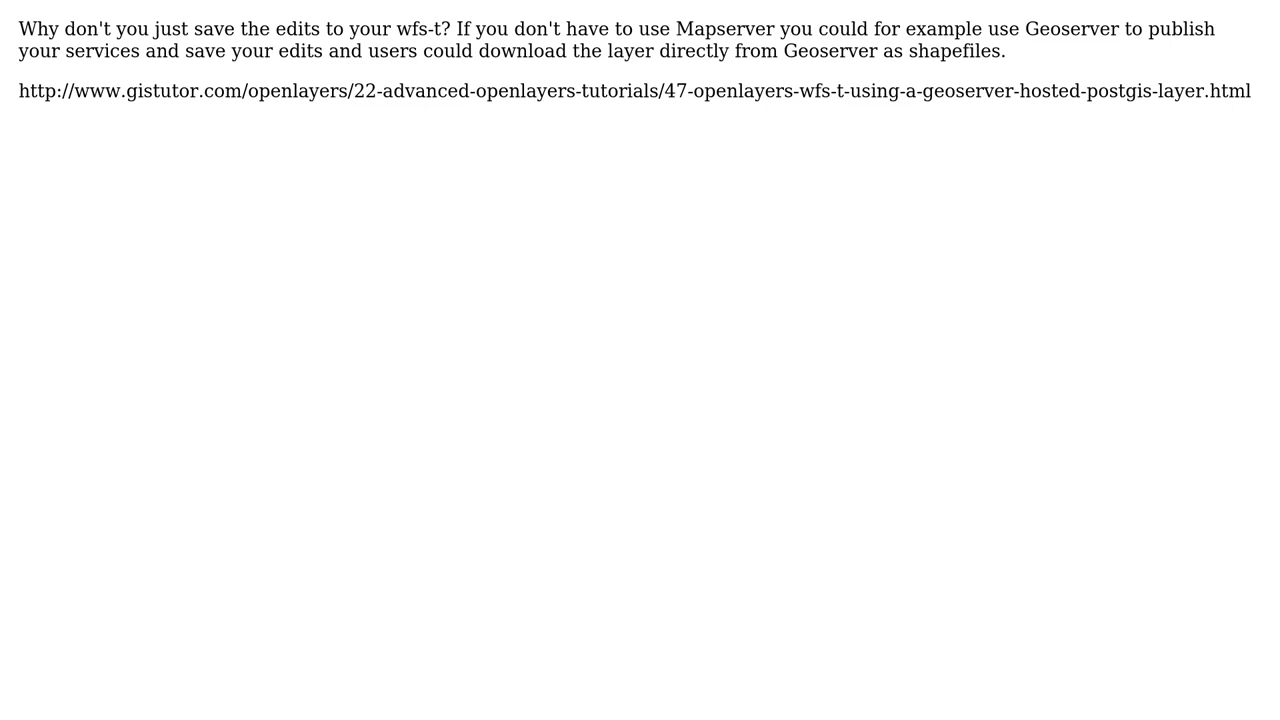 Why don't you just save the edits to your wfs-t? If you don't have to use Mapserver you could for example use Geoserver to publish
your services and save your edits and users could download the layer directly from Geoserver as shapefiles.
http://www.gistutor.com/openlayers/22-advanced-openlayers-tutorials/47-openlayers-wfs-t-using-a-geoserver-hosted-postgis-layer.html